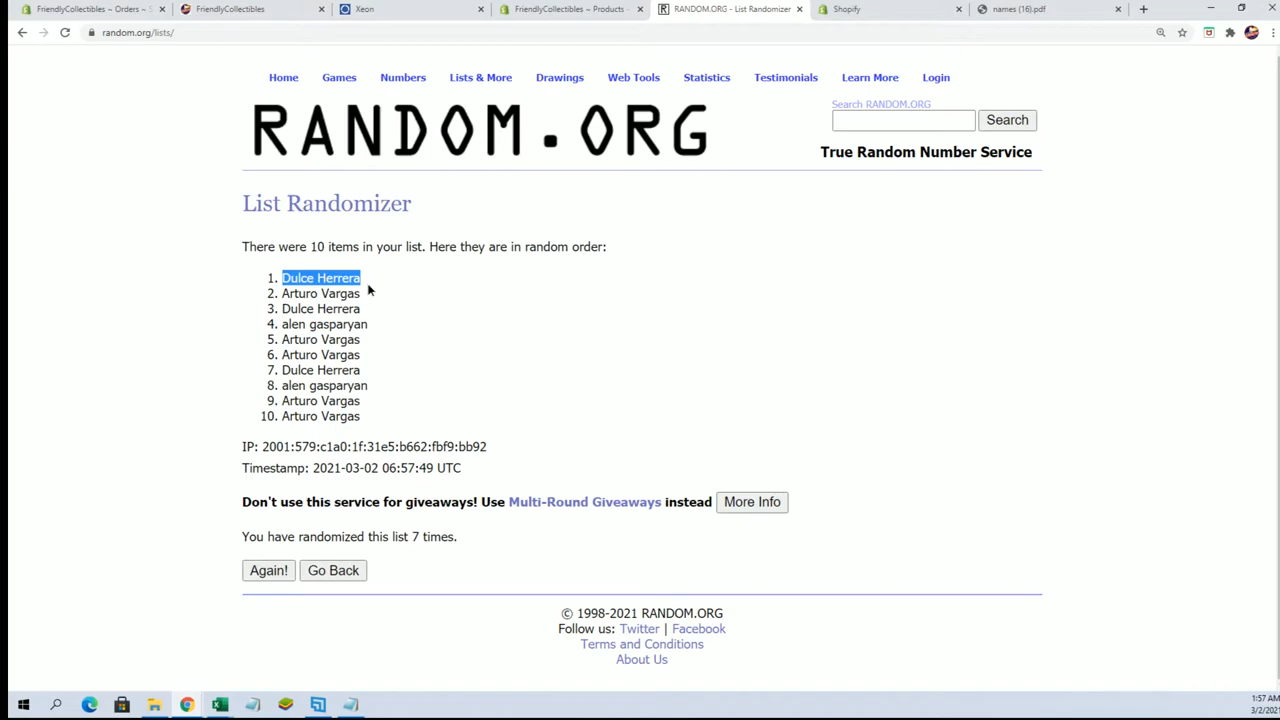 FriendlyCollectibles ~ Orders ~ S
FriendlyCollectibles
Xeon
FriendlyCollectibles ~ Products ~
RANDOM.ORG - List Randomizer
Shopify
names (16).pdf
random.org/lists/
Home Games Numbers Lists & More Drawings Web Tools Statistics Testimonials Learn More Login
RANDOM.ORG
Search RANDOM.ORG
Search
True Random Number Service
List Randomizer
There were 10 items in your list. Here they are in random order:
1. Dulce Herrera
2. Arturo Vargas
3. Dulce Herrera
4. alen gasparyan
5. Arturo Vargas
6. Arturo Vargas
7. Dulce Herrera
8. alen gasparyan
9. Arturo Vargas
10. Arturo Vargas
IP: 2001:579:c1a0:1f:31e5:b662:fbf9:bb92
Timestamp: 2021-03-02 06:57:49 UTC
Don't use this service for giveaways! Use Multi-Round Giveaways instead More Info
You have randomized this list 7 times.
Again! Go Back
© 1998-2021 RANDOM.ORG
Follow us: Twitter | Facebook
Terms and Conditions
About Us
1:57 AM
3/2/2021